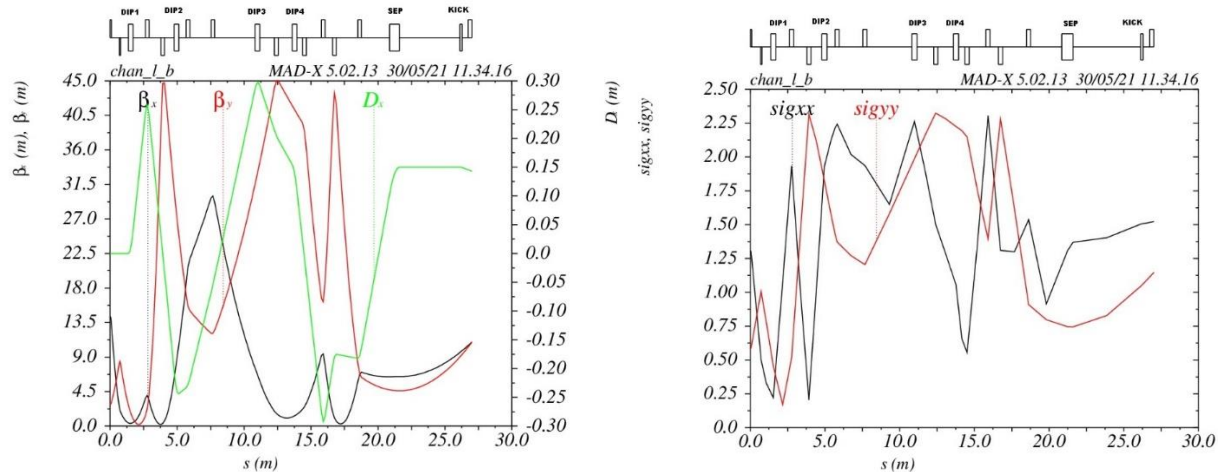 DIP1 DIP2 DIP3 DIP4 SEP KICK
chan_l_b MAD-X 5.02.13 30/05/21 11.34.16
βx βy Dx
45.0
40.5
36.0
31.5
27.0
22.5
18.0
13.5
9.0
4.5
0.0
βx (m), βy (m)
0.30
0.25
0.20
0.15
0.10
0.05
0.0
-0.05
-0.10
-0.15
-0.20
-0.25
-0.30
Dx (m)
0.0 5.0 10.0 15.0 20.0 25.0 30.0
s (m)
DIP1 DIP2 DIP3 DIP4 SEP KICK
chan_l_b MAD-X 5.02.13 30/05/21 11.34.16
sigxx sigyy
2.50
2.25
2.00
1.75
1.50
1.25
1.00
0.75
0.50
0.25
0.0
sigxx, sigyy
0.0 5.0 10.0 15.0 20.0 25.0 30.0
s (m)